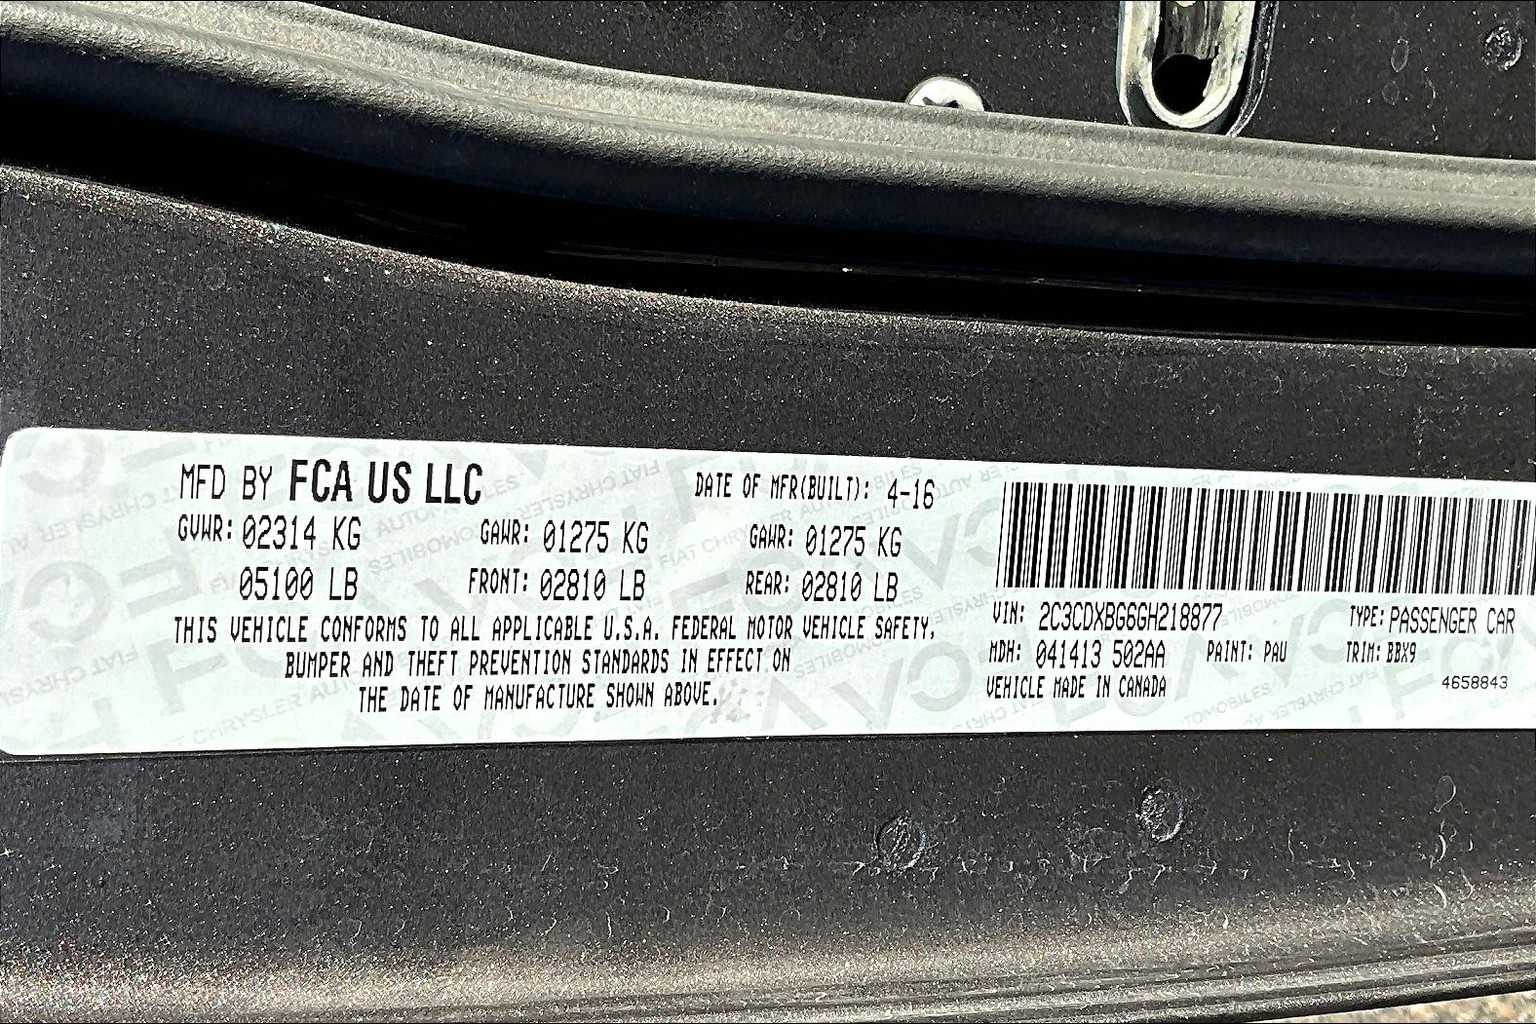 MFD BY FCA US LLC
DATE OF MFR(BUILT): 4-16
GVWR: 02314 KG GAWR: 01275 KG GAWR: 01275 KG
05100 LB FRONT: 02810 LB REAR: 02810 LB
THIS VEHICLE CONFORMS TO ALL APPLICABLE U.S.A. FEDERAL MOTOR VEHICLE SAFETY,
BUMPER AND THEFT PREVENTION STANDARDS IN EFFECT ON
THE DATE OF MANUFACTURE SHOWN ABOVE.
VIN: 2C3CDXBG6GH218877 TYPE: PASSENGER CAR
MDH: 041413 502AA PAINT: PAU TRIM: BBX9
VEHICLE MADE IN CANADA 4658843